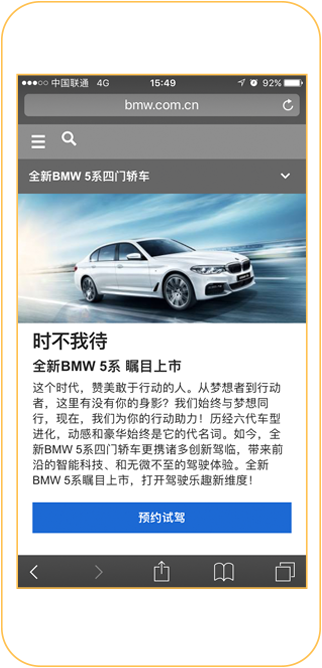 中国联通 4G 15:49 92%
bmw.com.cn
全新BMW 5系四门轿车
时不我待
全新BMW 5系 瞩目上市
这个时代，赞美敢于行动的人。从梦想者到行动
者，这里有没有你的身影？我们始终与梦想同
行，现在，我们为你的行动助力！历经六代车型
进化，动感和豪华始终是它的代名词。如今，全
新BMW 5系四门轿车更携诸多创新驾临，带来前
沿的智能科技、和无微不至的驾驶体验。全新
BMW 5系瞩目上市，打开驾驶乐趣新维度！
预约试驾